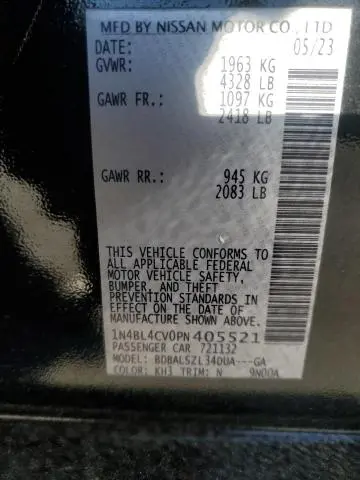 MFD BY NISSAN MOTOR CO., LTD
05/23
GVWR: 1963 KG
4328 LB
GAWR FR.: 1097 KG
2418 LB
GAWR RR.: 945 KG
2083 LB
THIS VEHICLE CONFORMS TO
ALL APPLICABLE FEDERAL
MOTOR VEHICLE SAFETY,
BUMPER, AND THEFT
PREVENTION STANDARDS IN
EFFECT ON THE DATE OF
MANUFACTURE SHOWN ABOVE.
1N4BL4CV0PN405521
PASSENGER CAR 721132
MODEL: BDBALSZL34DUA---GA
COLOR: KH3 TRIM: N 9N00A